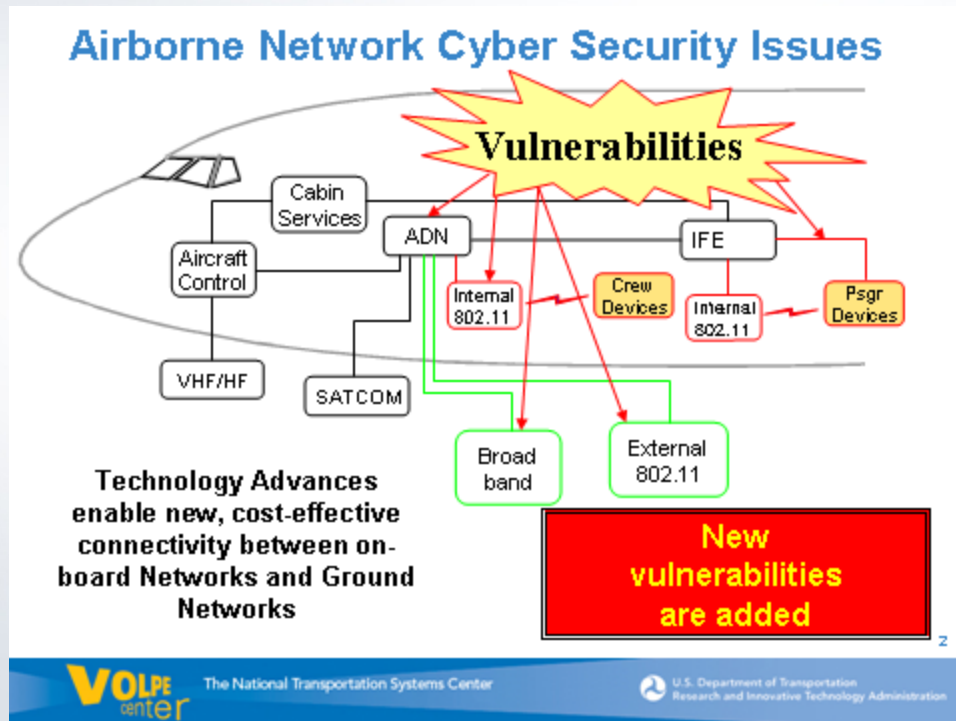 Airborne Network Cyber Security Issues
Vulnerabilities
Cabin
Services
ADN
IFE
Aircraft
Control
Internal
802.11
Crew
Devices
Internal
802.11
Psgr
Devices
VHF/HF
SATCOM
Broad
band
External
802.11
Technology Advances
enable new, cost-effective
connectivity between on-
board Networks and Ground
Networks
New
vulnerabilities
are added
2
VOLPE
center
The National Transportation Systems Center
U.S. Department of Transportation
Research and Innovative Technology Administration